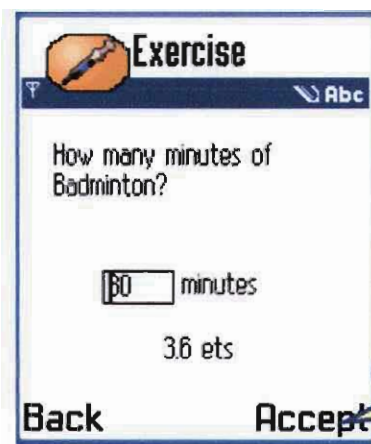 Exercise
Abc
How many minutes of
Badminton?
30 minutes
3.6 ets
Back Accept